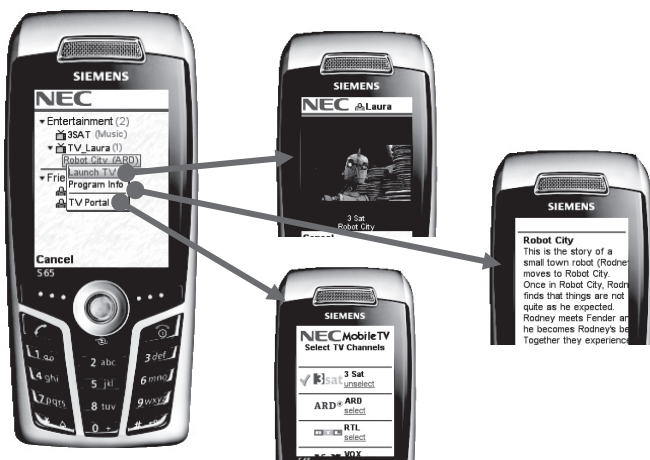 SIEMENS
NEC
Entertainment (2)
3SAT (Music)
TV_Laura (1)
Robot City (ARD)
Launch TV
Frie
Program Info
TV Portal
Cancel
S65
1
2 abc
3 def
4 ghi
5 jkl
6 mno
7 pqrs
8 tuv
9 wxyz
0 +
#
SIEMENS
NEC Laura
3 Sat
Robot City
Cancel
SIEMENS
NEC MobileTV
Select TV Channels
3sat 3 Sat
unselect
ARD ARD
select
RTL
select
VOX
SIEMENS
Robot City
This is the story of a
small town robot (Rodney
moves to Robot City.
Once in Robot City, Rodn
finds that things are not
quite as he expected.
Rodney meets Fender an
he becomes Rodney's be
Together they experience